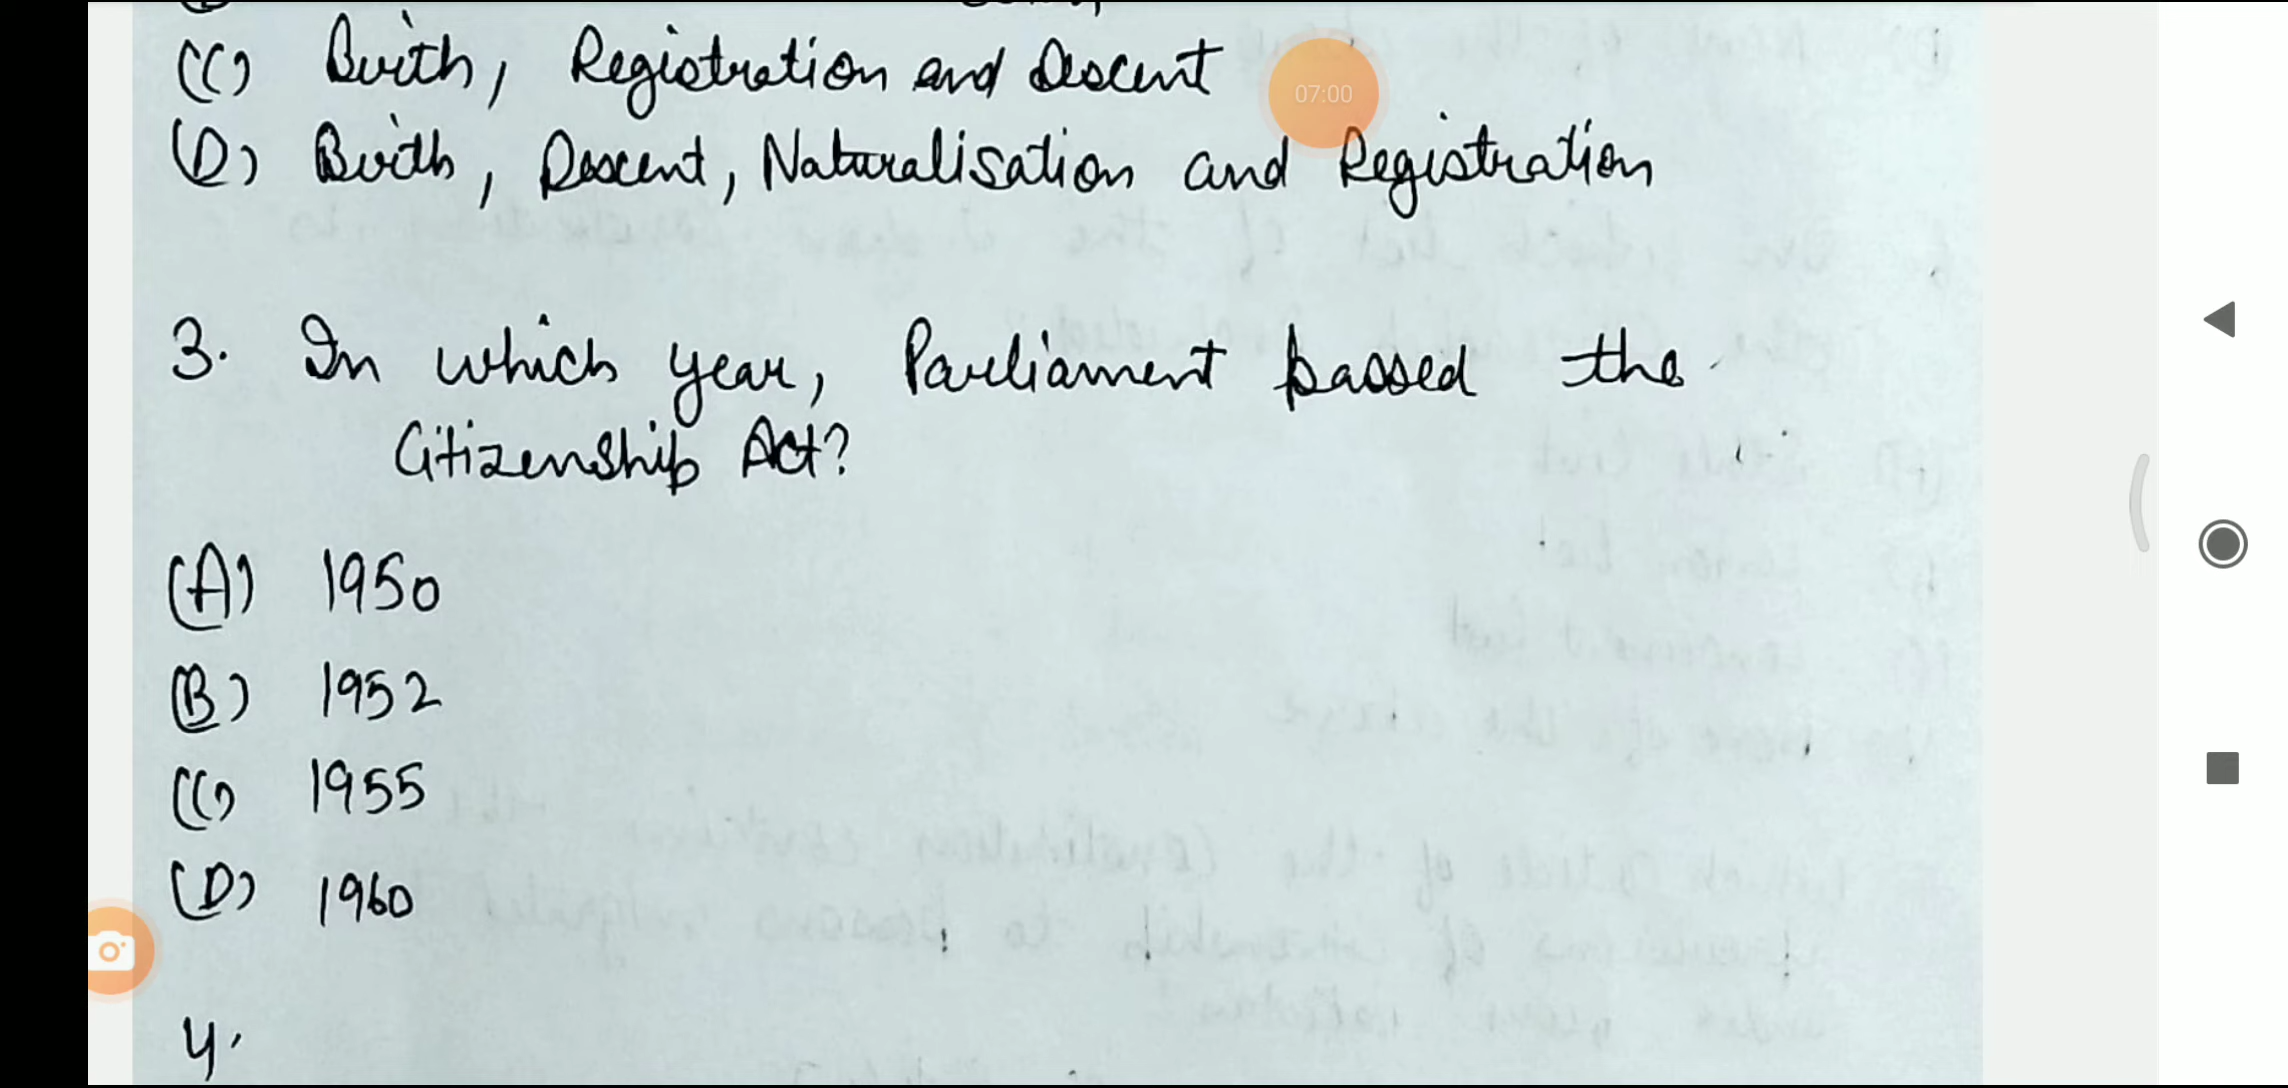 (C) Birth, Registration and Descent
07:00
(D) Birth, Descent, Naturalisation and Registration
3. In which year, Parliament passed the
Citizenship Act?
(A) 1950
(B) 1952
(C) 1955
(D) 1960
4.